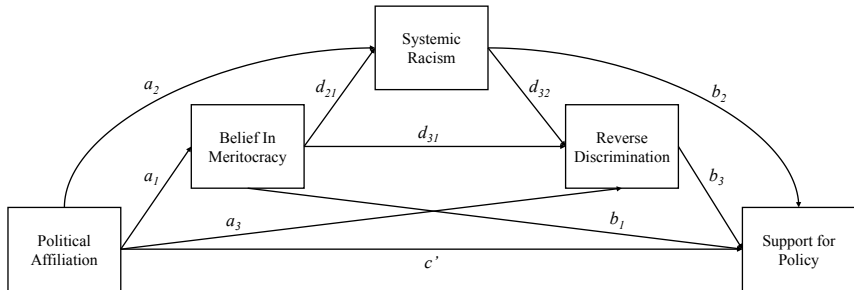 Systemic
Racism
a2
d21
d32
b2
Belief In
Meritocracy
d31
Reverse
Discrimination
a1
b3
a3
b1
Political
Affiliation
c’
Support for
Policy